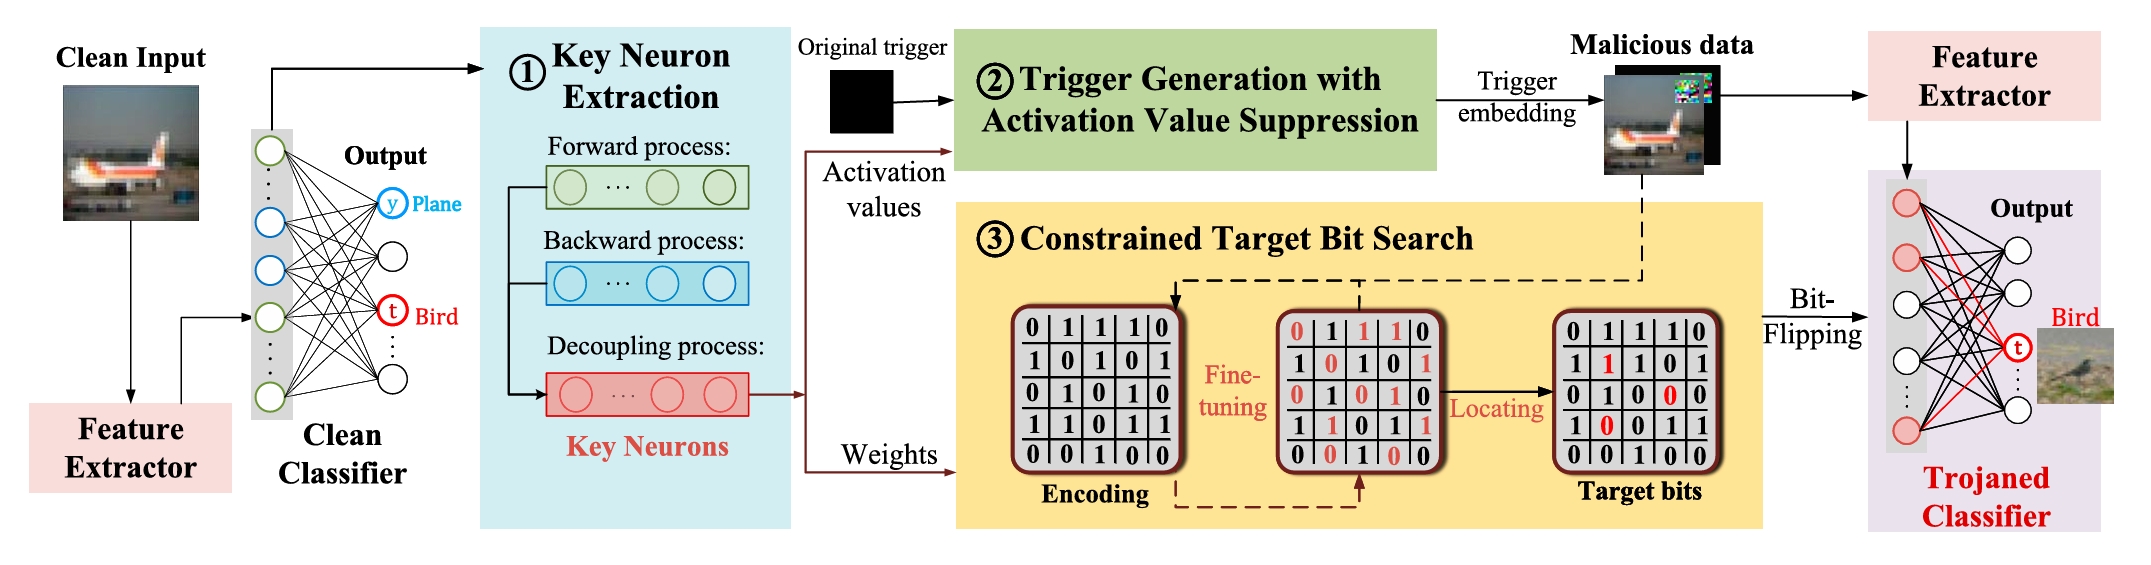 Clean Input
Feature
Extractor
Output
y Plane
t Bird
Clean
Classifier
① Key Neuron
Extraction
Forward process:
...
Backward process:
...
Decoupling process:
...
Key Neurons
Original trigger
Activation
values
Weights
② Trigger Generation with
Activation Value Suppression
Trigger
embedding
Malicious data
③ Constrained Target Bit Search
0 1 1 1 0
1 0 1 0 1
0 1 0 1 0
1 1 0 1 1
0 0 1 0 0
Encoding
Fine-
tuning
0 1 1 1 0
1 0 1 0 1
0 1 0 1 0
1 1 0 1 1
0 0 1 0 0
Locating
0 1 1 1 0
1 1 1 0 1
0 1 0 0 0
1 0 0 1 1
0 0 1 0 0
Target bits
Bit-
Flipping
Feature
Extractor
Output
Bird
t
Trojaned
Classifier